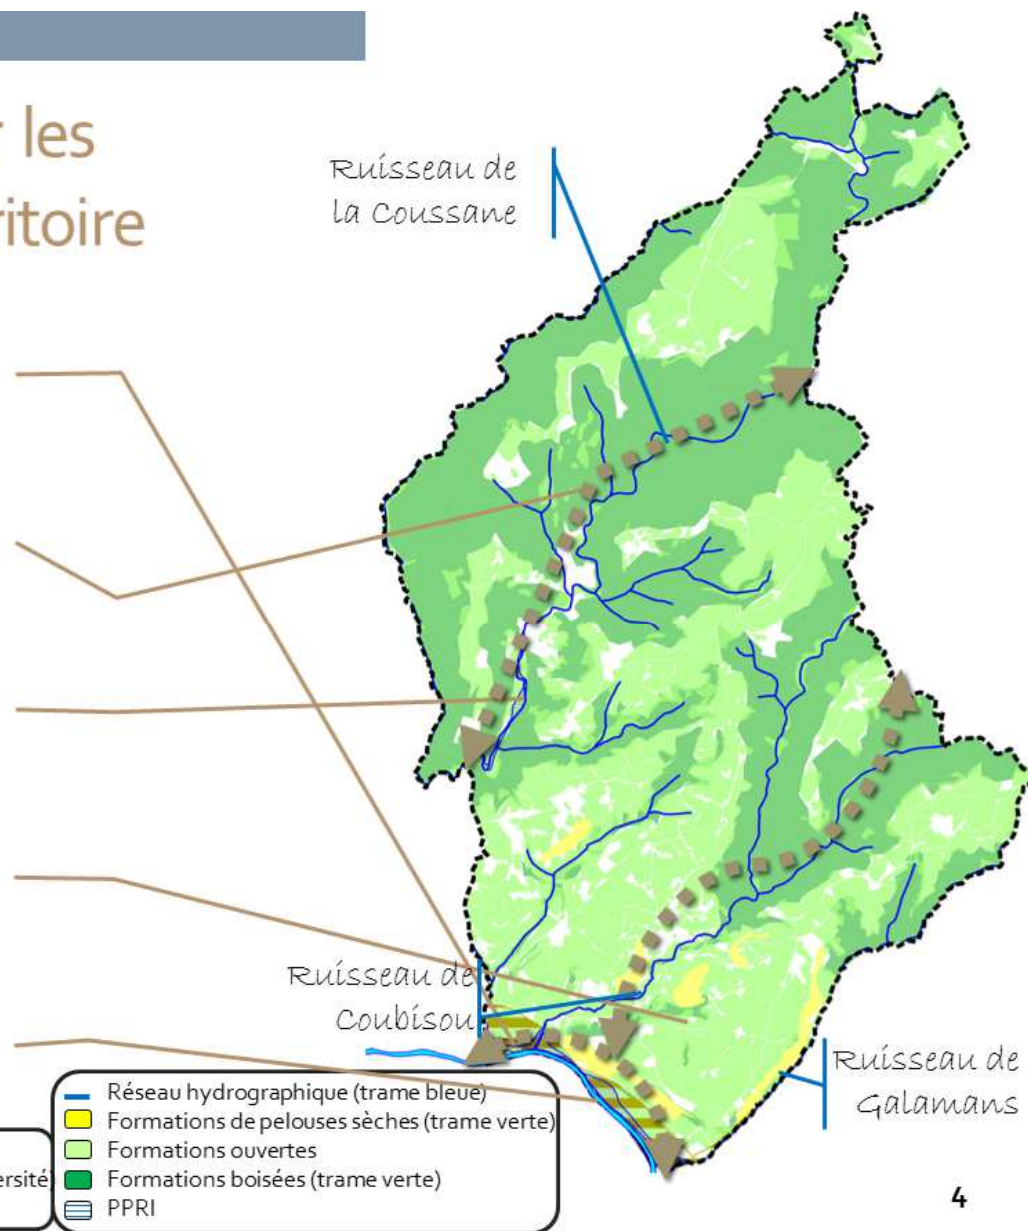 r les
ritoire
Ruisseau de
la Coussane
Ruisseau de
Coubisou
Ruisseau de
Galamans
Réseau hydrographique (trame bleue)
Formations de pelouses sèches (trame verte)
Formations ouvertes
Formations boisées (trame verte)
PPRI
ersité)
4